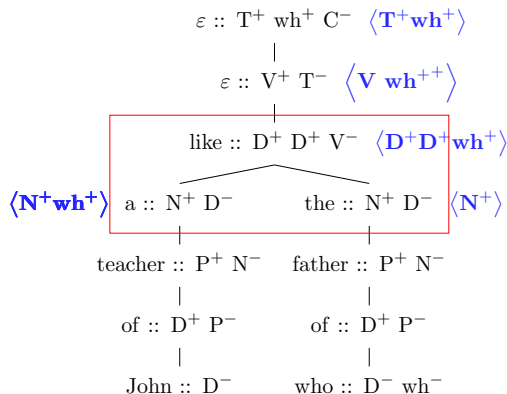 ε :: T⁺ wh⁺ C⁻ ⟨T⁺wh⁺⟩
ε :: V⁺ T⁻ ⟨V wh⁺⁺⟩
like :: D⁺ D⁺ V⁻ ⟨D⁺D⁺wh⁺⟩
⟨N⁺wh⁺⟩ a :: N⁺ D⁻ the :: N⁺ D⁻ ⟨N⁺⟩
teacher :: P⁺ N⁻ father :: P⁺ N⁻
of :: D⁺ P⁻ of :: D⁺ P⁻
John :: D⁻ who :: D⁻ wh⁻